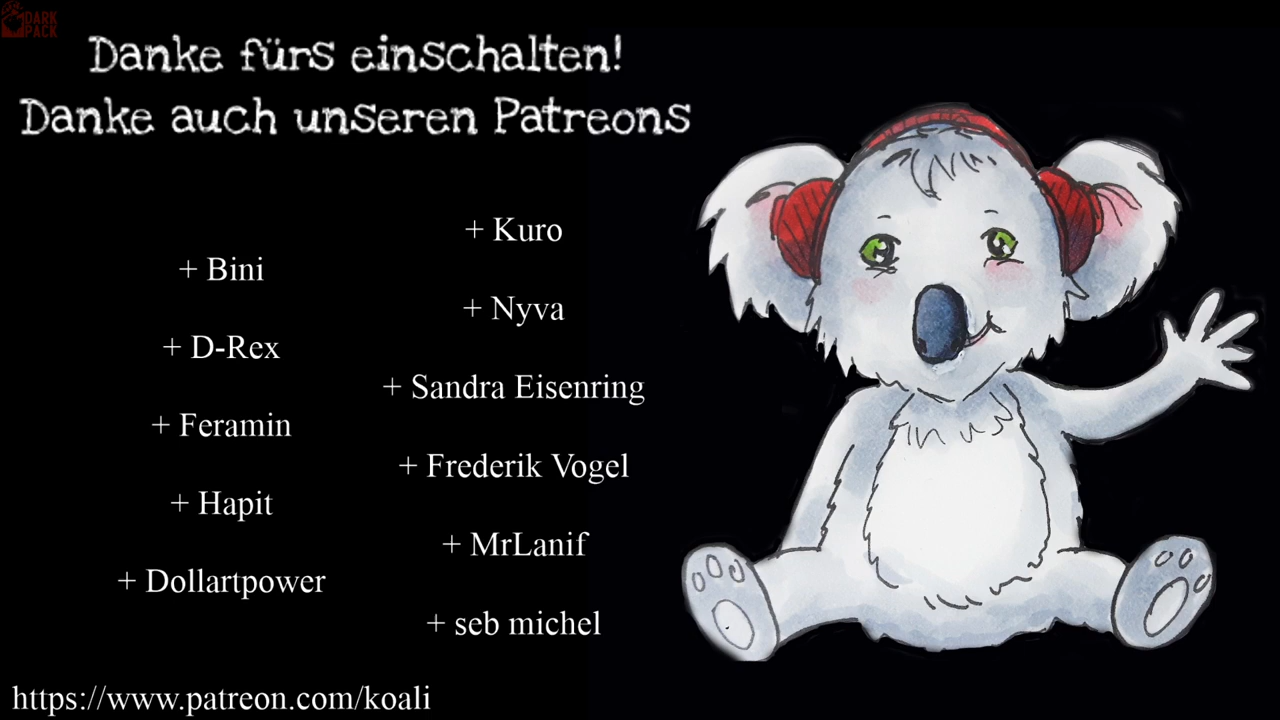 DARK
PACK
Danke fürs einschalten!
Danke auch unseren Patreons
+ Bini
+ D-Rex
+ Feramin
+ Hapit
+ Dollartpower
+ Kuro
+ Nyva
+ Sandra Eisenring
+ Frederik Vogel
+ MrLanif
+ seb michel
https://www.patreon.com/koali